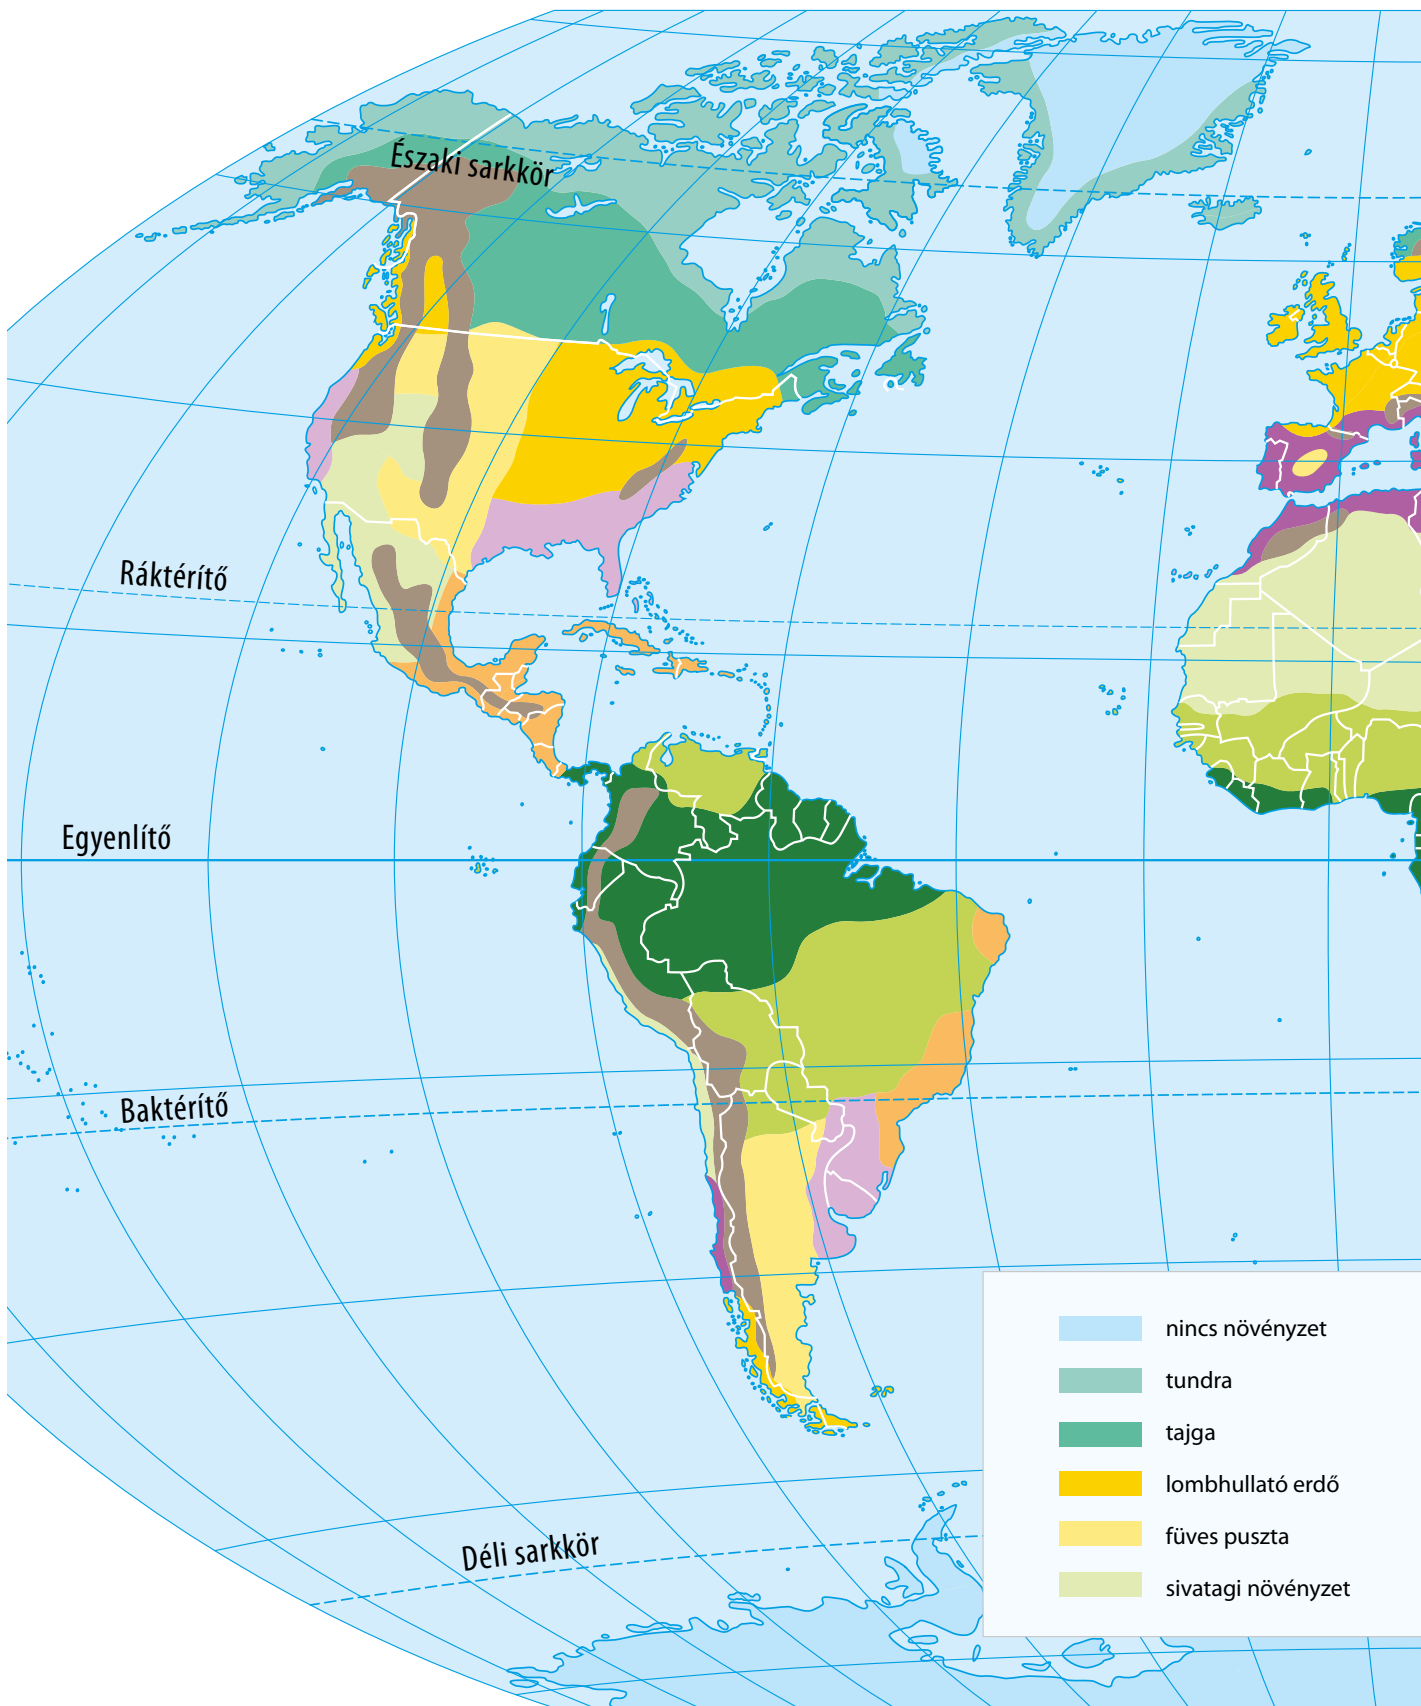 Északi sarkkör
Ráktérítő
Egyenlítő
Baktérítő
Déli sarkkör
nincs növényzet
tundra
tajga
lombhullató erdő
füves puszta
sivatagi növényzet